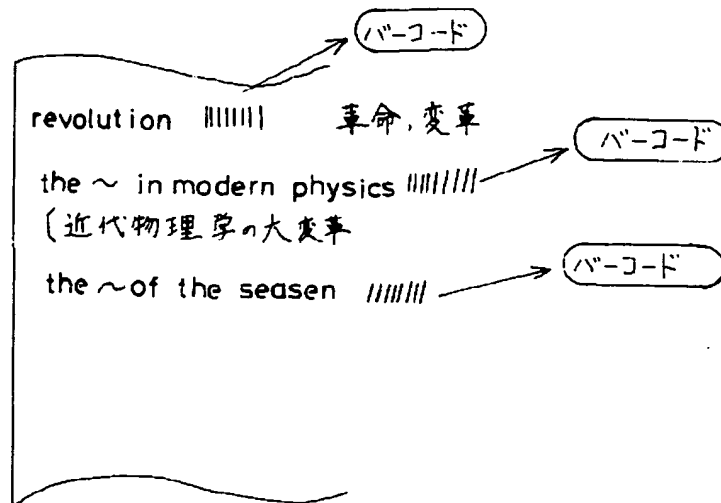 バーコード
revolution 革命,変革
バーコード
the ~ in modern physics
(近代物理学の大変革
バーコード
the ~ of the seasen